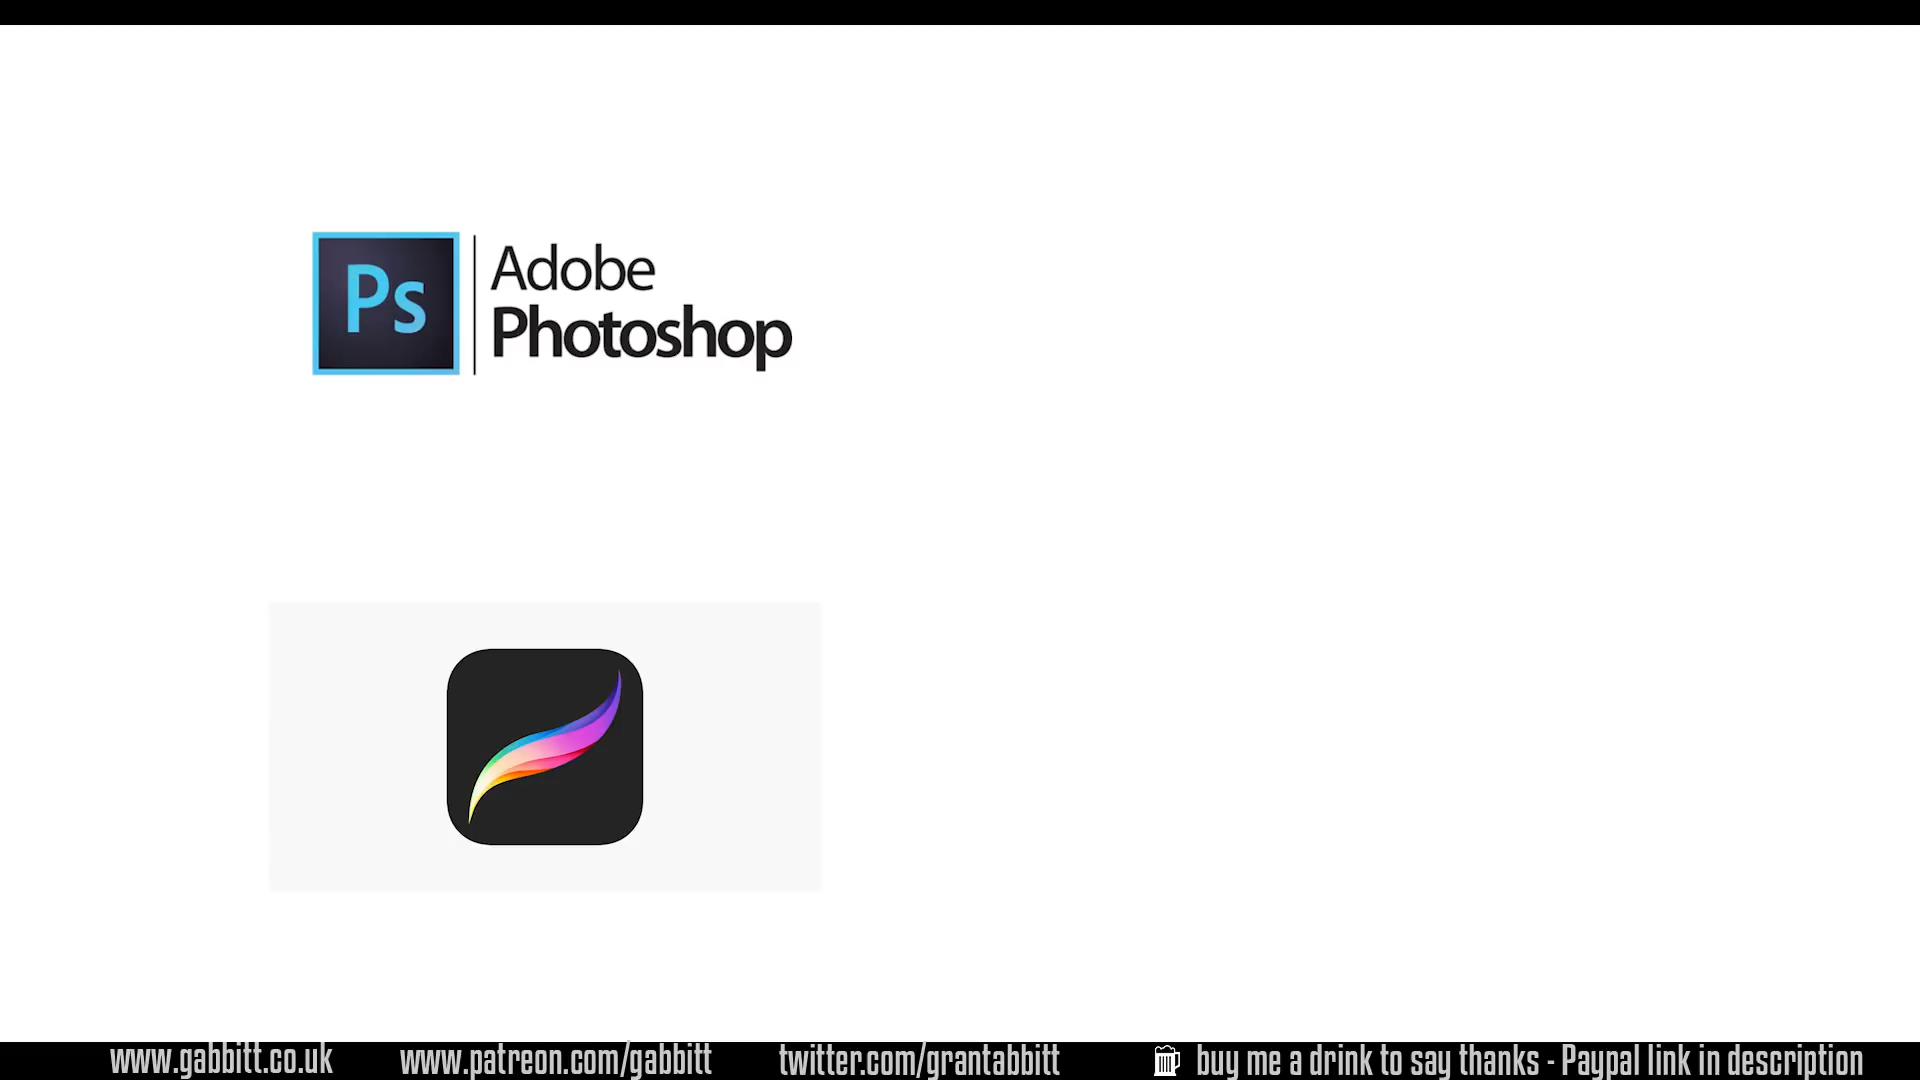 Ps
Adobe
Photoshop
www.gabbitt.co.uk www.patreon.com/gabbitt twitter.com/grantabbitt buy me a drink to say thanks - Paypal link in description